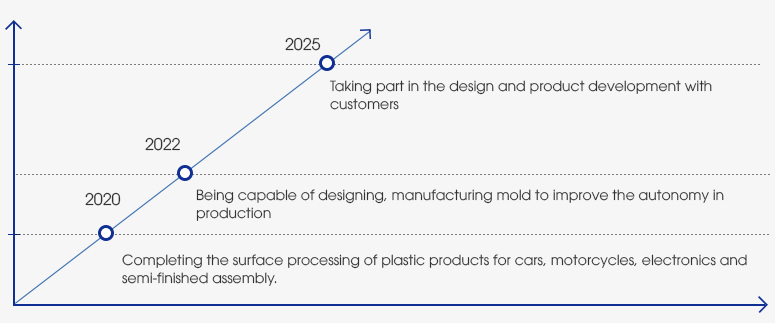 2025
Taking part in the design and product development with
customers
2022
Being capable of designing, manufacturing mold to improve the autonomy in
production
2020
Completing the surface processing of plastic products for cars, motorcycles, electronics and
semi-finished assembly.